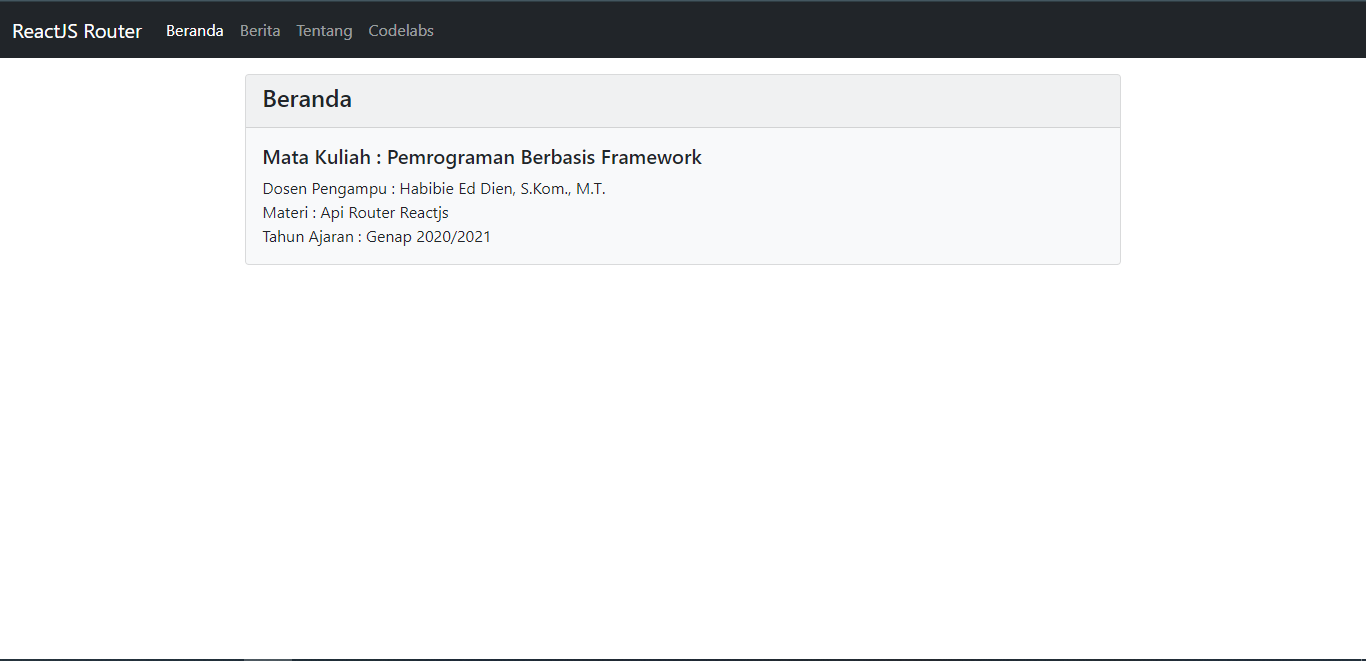 ReactJS Router Beranda Berita Tentang Codelabs
Beranda
Mata Kuliah : Pemrograman Berbasis Framework
Dosen Pengampu : Habibie Ed Dien, S.Kom., M.T.
Materi : Api Router Reactjs
Tahun Ajaran : Genap 2020/2021